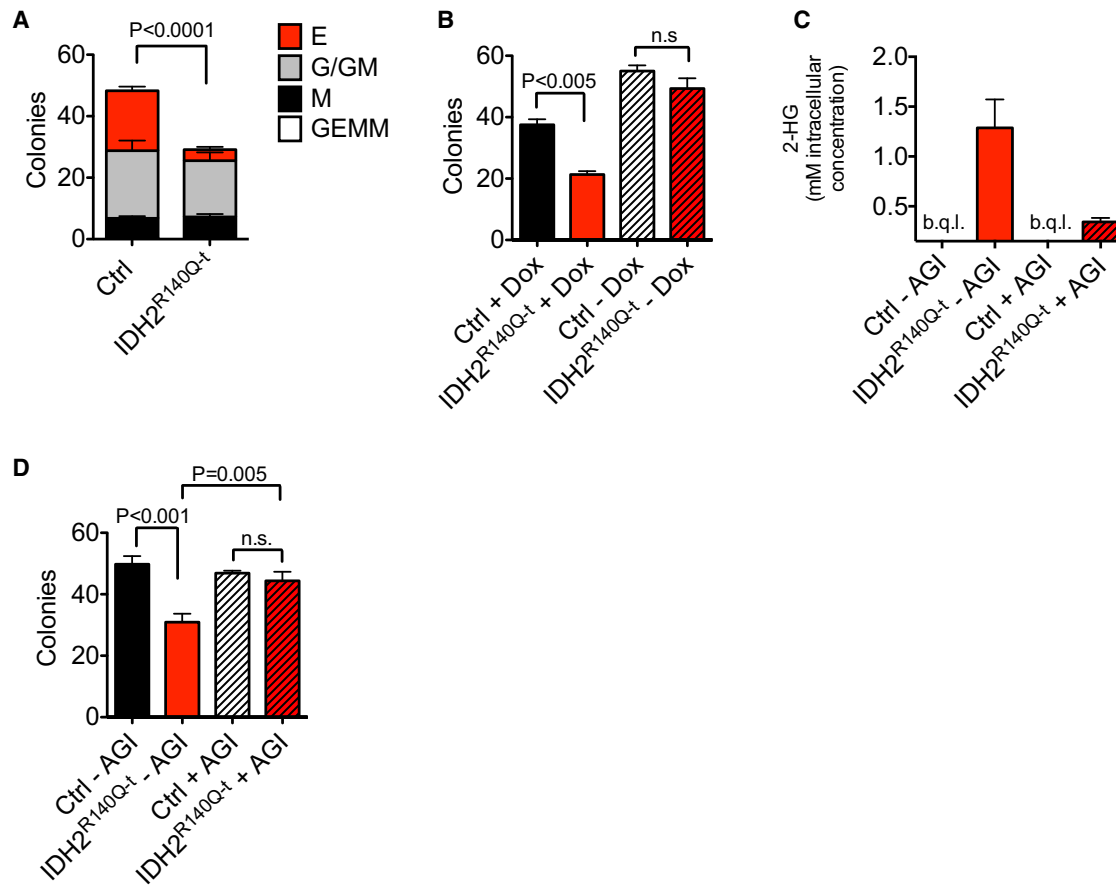 A
P<0.0001
E
G/GM
M
GEMM
Colonies
60
40
20
0
Ctrl
IDH2R140Q-t
B
n.s
P<0.005
Colonies
60
40
20
0
Ctrl + Dox
IDH2R140Q-t + Dox
Ctrl - Dox
IDH2R140Q-t - Dox
C
2-HG
(mM intracellular
concentration)
2.0
1.5
1.0
0.5
b.q.l.
b.q.l.
Ctrl - AGI
IDH2R140Q-t - AGI
Ctrl + AGI
IDH2R140Q-t + AGI
D
P=0.005
P<0.001
n.s.
Colonies
60
40
20
0
Ctrl - AGI
IDH2R140Q-t - AGI
Ctrl + AGI
IDH2R140Q-t + AGI